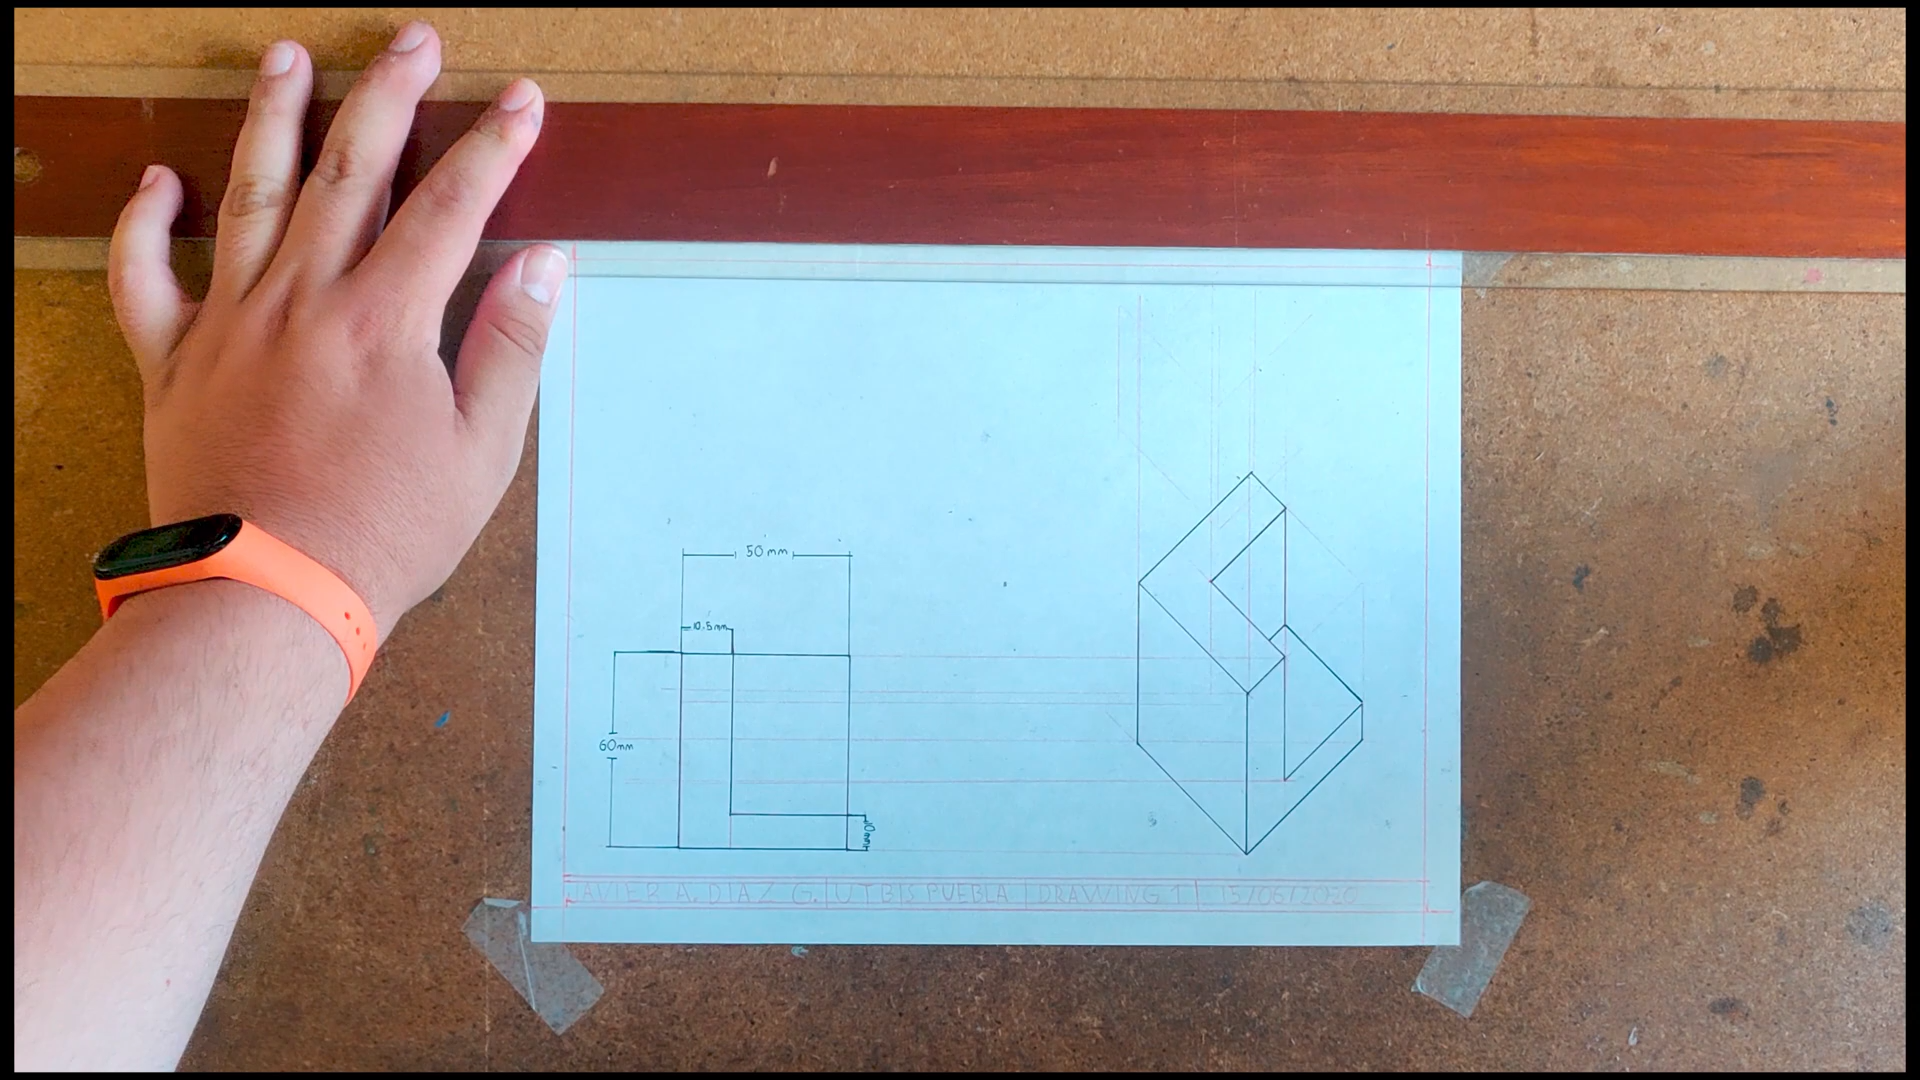 50 mm
10.5 mm
60mm
10mm
JAVIER A. DIAZ G. | UTBIS PUEBLA | DRAWING 1 | 15/06/2020